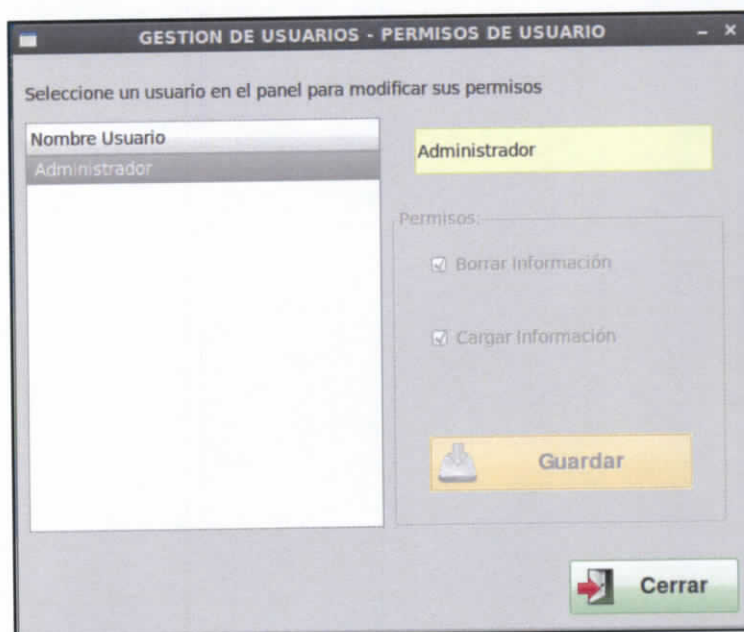 GESTION DE USUARIOS - PERMISOS DE USUARIO
Seleccione un usuario en el panel para modificar sus permisos
Nombre Usuario
Administrador
Administrador
Permisos:
Borrar Información
Cargar Información
Guardar
Cerrar